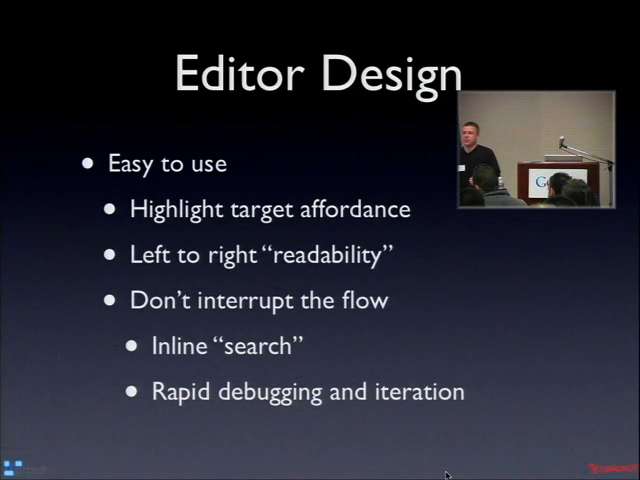 Editor Design
Easy to use
Highlight target affordance
Left to right “readability”
Don’t interrupt the flow
Inline “search”
Rapid debugging and iteration